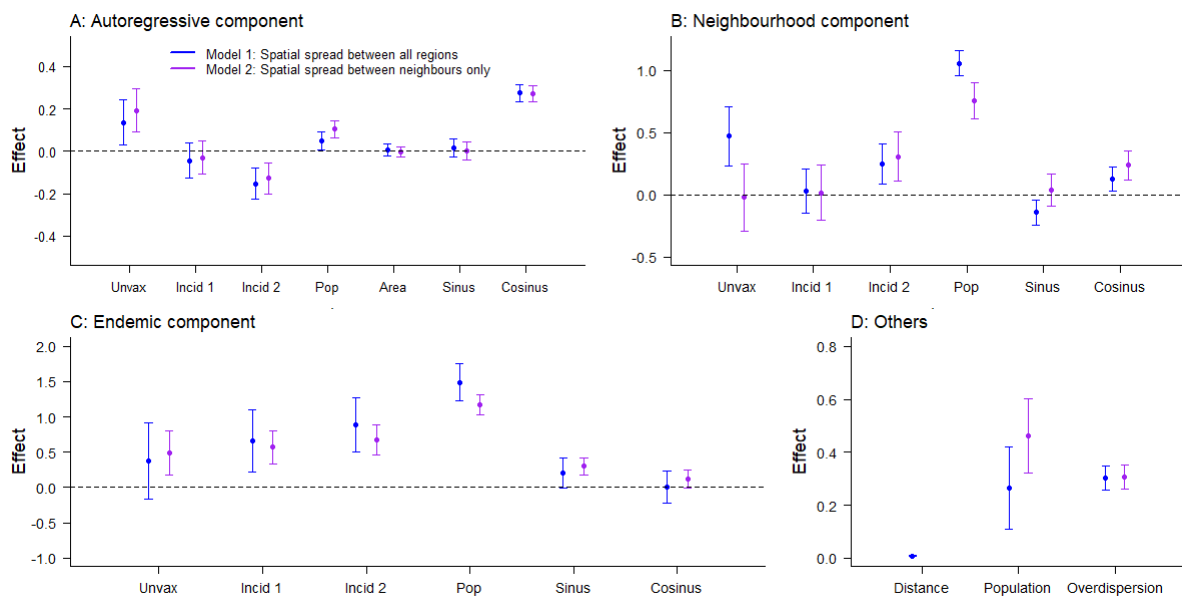 A: Autoregressive component
Model 1: Spatial spread between all regions
Model 2: Spatial spread between neighbours only
Effect
0.4
0.2
0.0
-0.2
-0.4
Unvax Incid 1 Incid 2 Pop Area Sinus Cosinus
B: Neighbourhood component
Effect
1.0
0.5
0.0
-0.5
Unvax Incid 1 Incid 2 Pop Sinus Cosinus
C: Endemic component
Effect
2.0
1.5
1.0
0.5
0.0
-0.5
-1.0
Unvax Incid 1 Incid 2 Pop Sinus Cosinus
D: Others
Effect
0.8
0.6
0.4
0.2
0.0
Distance Population Overdispersion